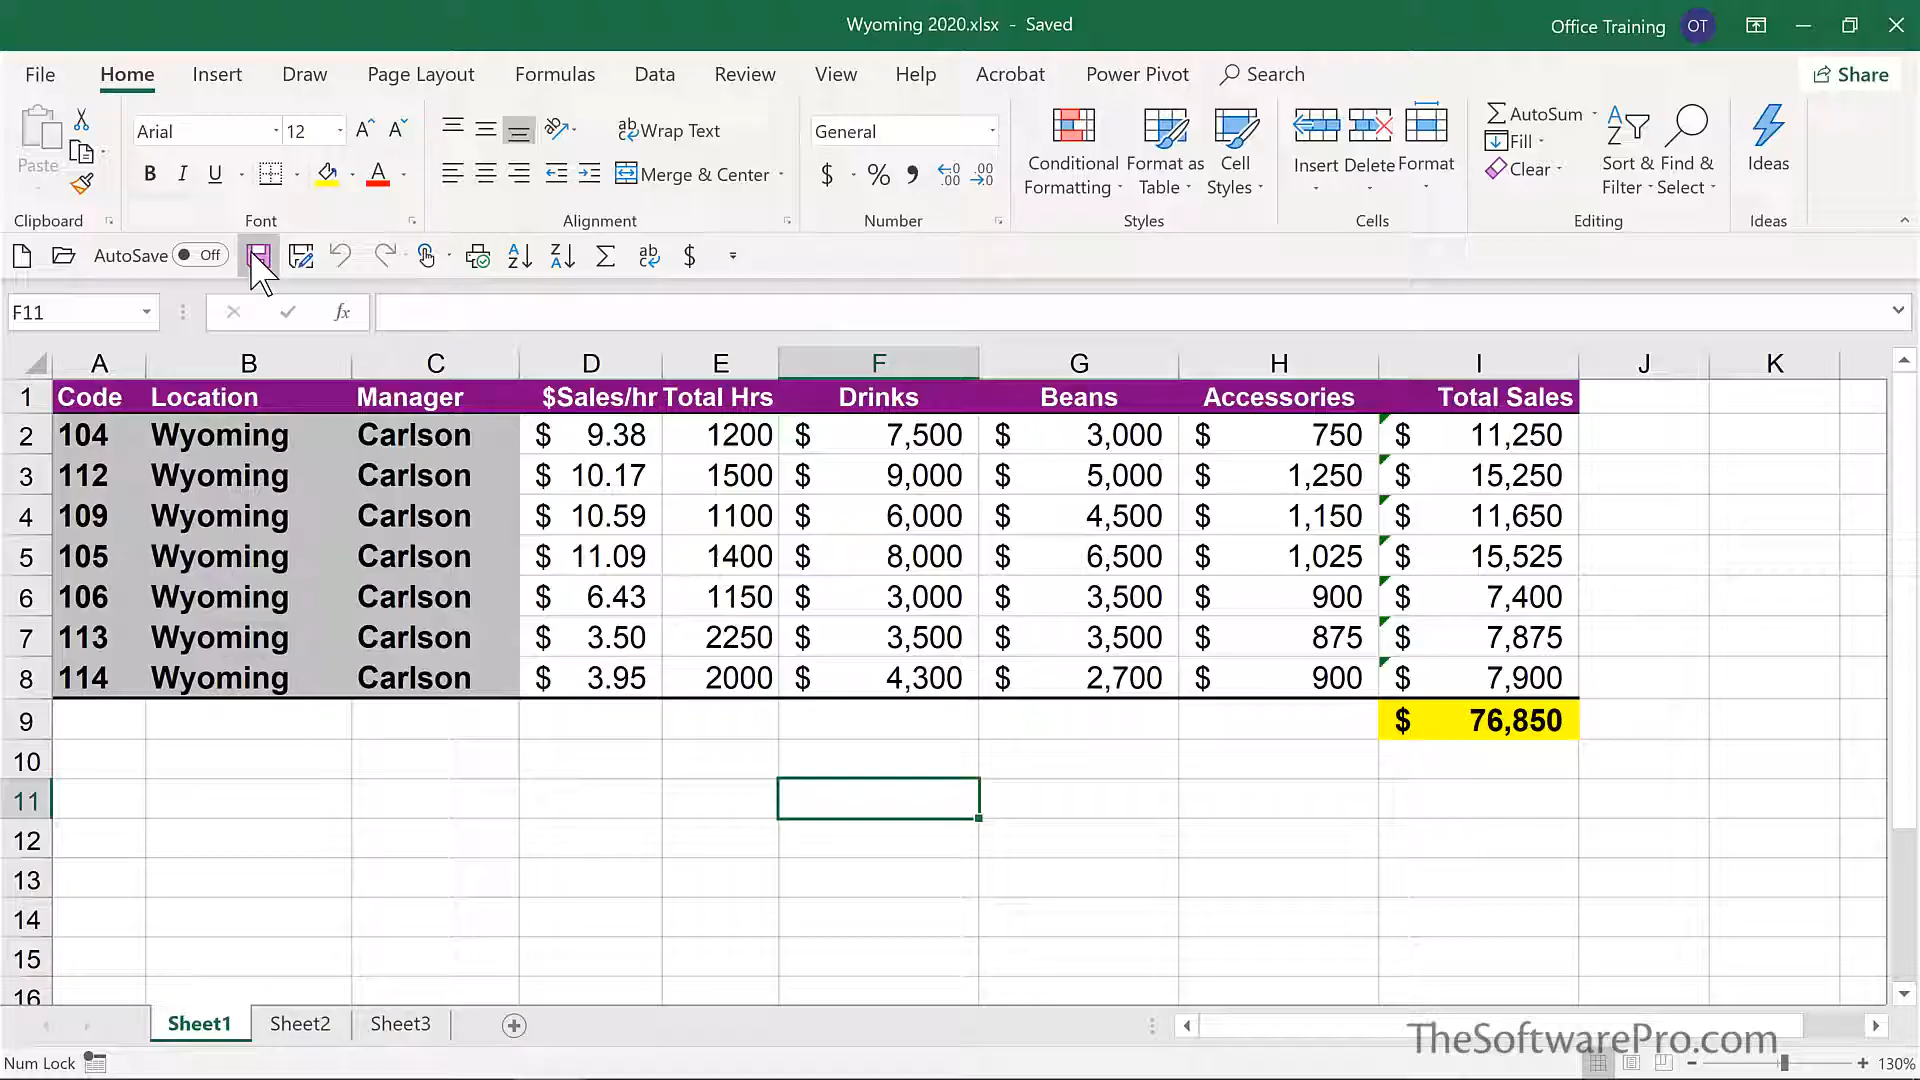 Wyoming 2020.xlsx - Saved
Office Training OT
File Home Insert Draw Page Layout Formulas Data Review View Help Acrobat Power Pivot Search Share
Paste
Arial 12
Wrap Text
General
Conditional Formatting
Format as Table
Cell Styles
Insert Delete Format
AutoSum
Fill
Clear
Sort & Filter
Find & Select
Ideas
B I U
Merge & Center
$ % ,
Clipboard Font Alignment Number Styles Cells Editing Ideas
AutoSave Off
F11 fx
A B C D E F G H I J K
1 Code Location Manager $Sales/hr Total Hrs Drinks Beans Accessories Total Sales
2 104 Wyoming Carlson $ 9.38 1200 $ 7,500 $ 3,000 $ 750 $ 11,250
3 112 Wyoming Carlson $ 10.17 1500 $ 9,000 $ 5,000 $ 1,250 $ 15,250
4 109 Wyoming Carlson $ 10.59 1100 $ 6,000 $ 4,500 $ 1,150 $ 11,650
5 105 Wyoming Carlson $ 11.09 1400 $ 8,000 $ 6,500 $ 1,025 $ 15,525
6 106 Wyoming Carlson $ 6.43 1150 $ 3,000 $ 3,500 $ 900 $ 7,400
7 113 Wyoming Carlson $ 3.50 2250 $ 3,500 $ 3,500 $ 875 $ 7,875
8 114 Wyoming Carlson $ 3.95 2000 $ 4,300 $ 2,700 $ 900 $ 7,900
9 $ 76,850
10
11
12
13
14
15
16
Sheet1 Sheet2 Sheet3
TheSoftwarePro.com
Num Lock 130%